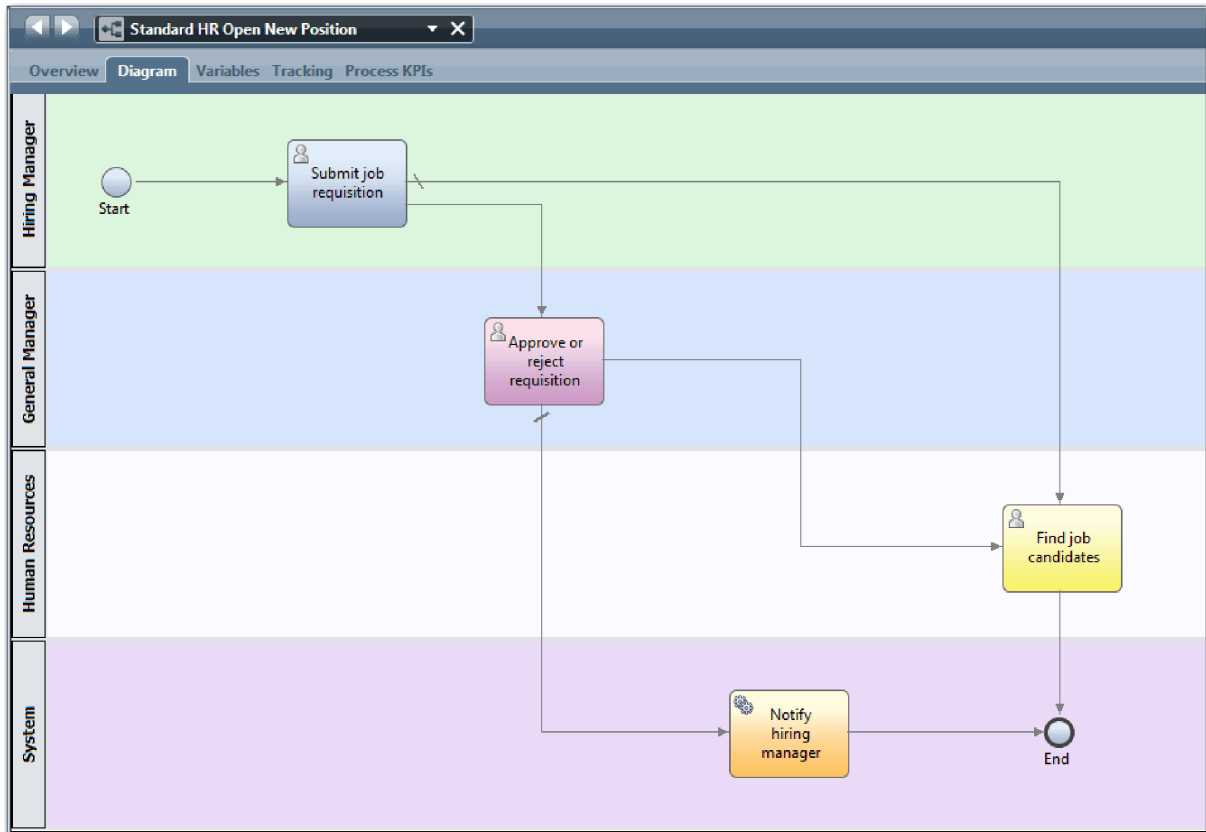 Standard HR Open New Position
Overview Diagram Variables Tracking Process KPIs
Hiring Manager
Start
Submit job
requisition
General Manager
Approve or
reject
requisition
Human Resources
Find job
candidates
System
Notify
hiring
manager
End